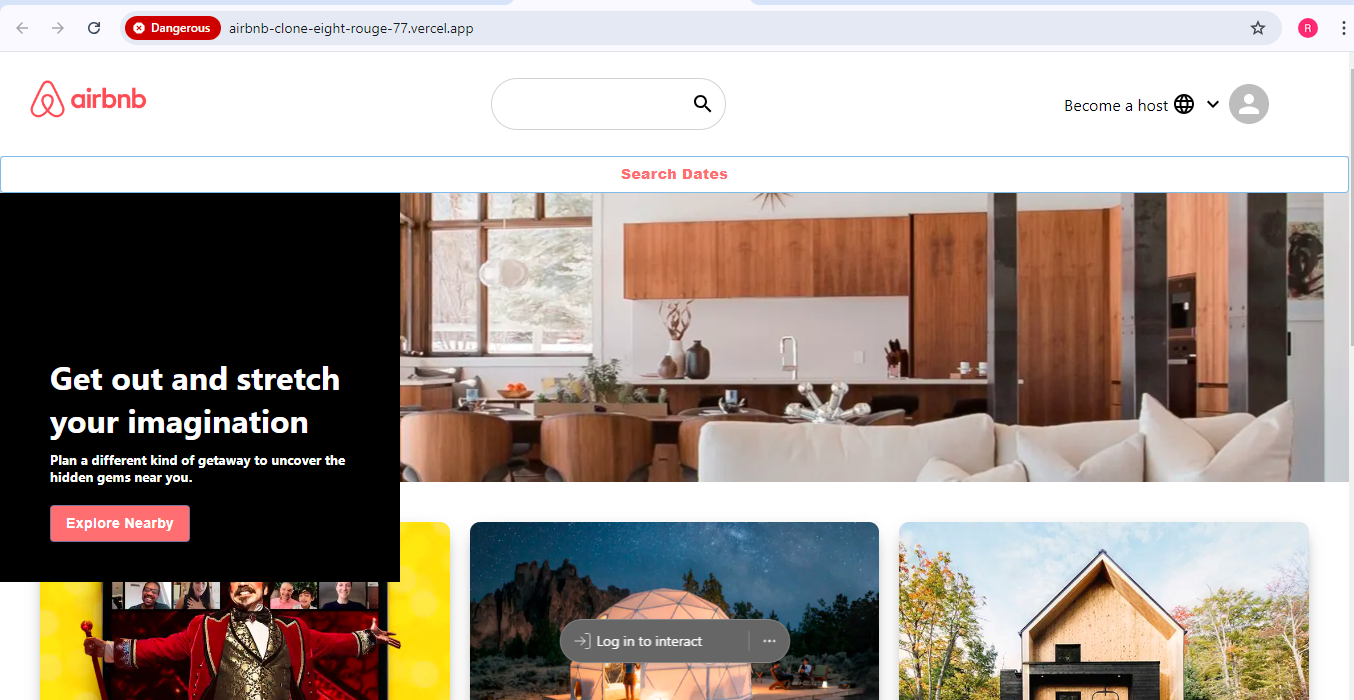 Dangerous airbnb-clone-eight-rouge-77.vercel.app R
airbnb
Become a host
Search Dates
Get out and stretch
your imagination
Plan a different kind of getaway to uncover the
hidden gems near you.
Explore Nearby
Log in to interact